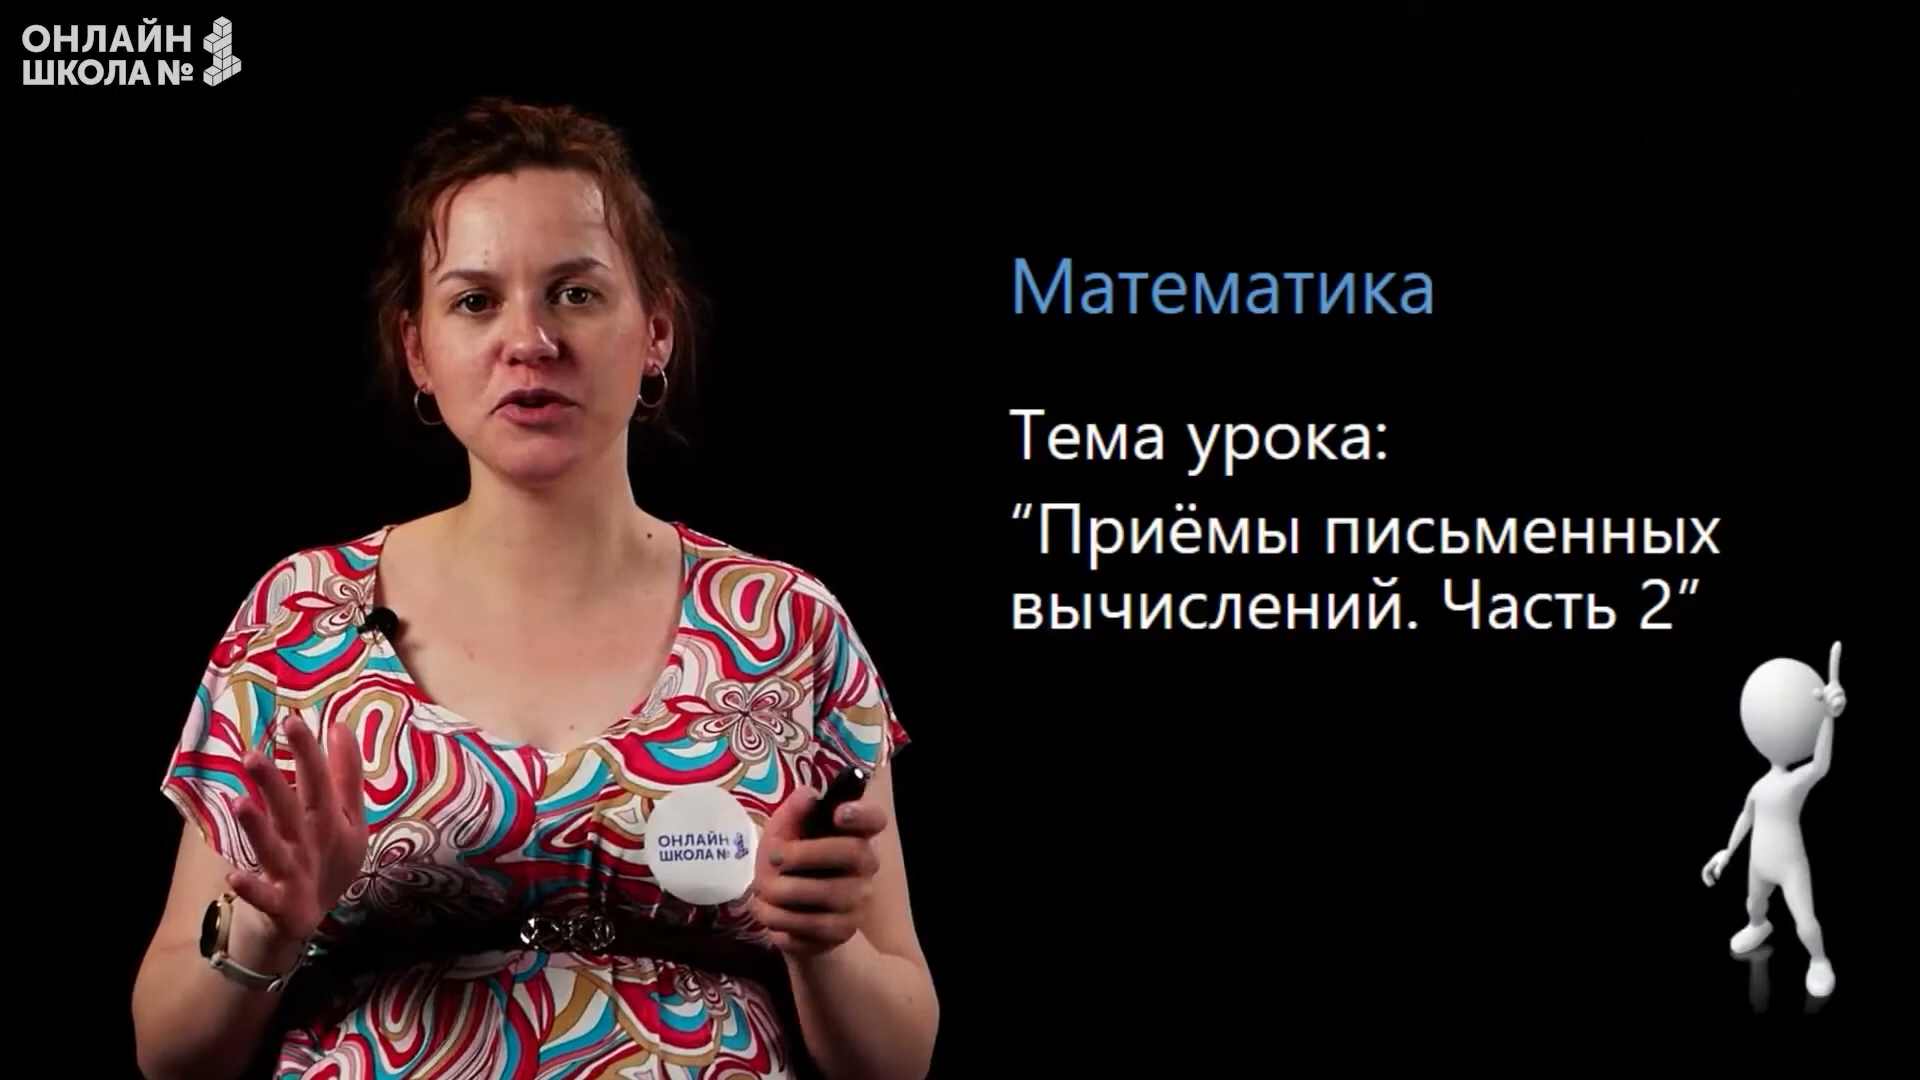 ОНЛАЙН
ШКОЛА №
Математика
Тема урока:
“Приёмы письменных
вычислений. Часть 2”
ОНЛАЙН
ШКОЛА №